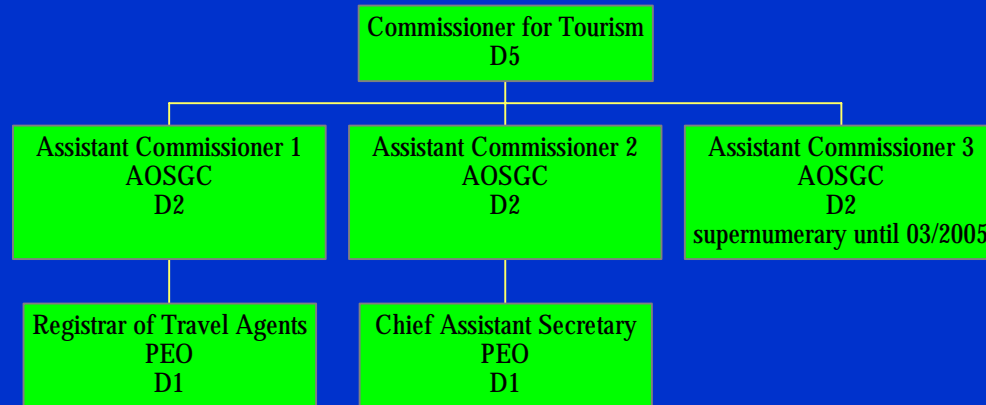 Commissioner for Tourism
D5
Assistant Commissioner 1
AOSGC
D2
Assistant Commissioner 2
AOSGC
D2
Assistant Commissioner 3
AOSGC
D2
supernumerary until 03/2005
Registrar of Travel Agents
PEO
D1
Chief Assistant Secretary
PEO
D1